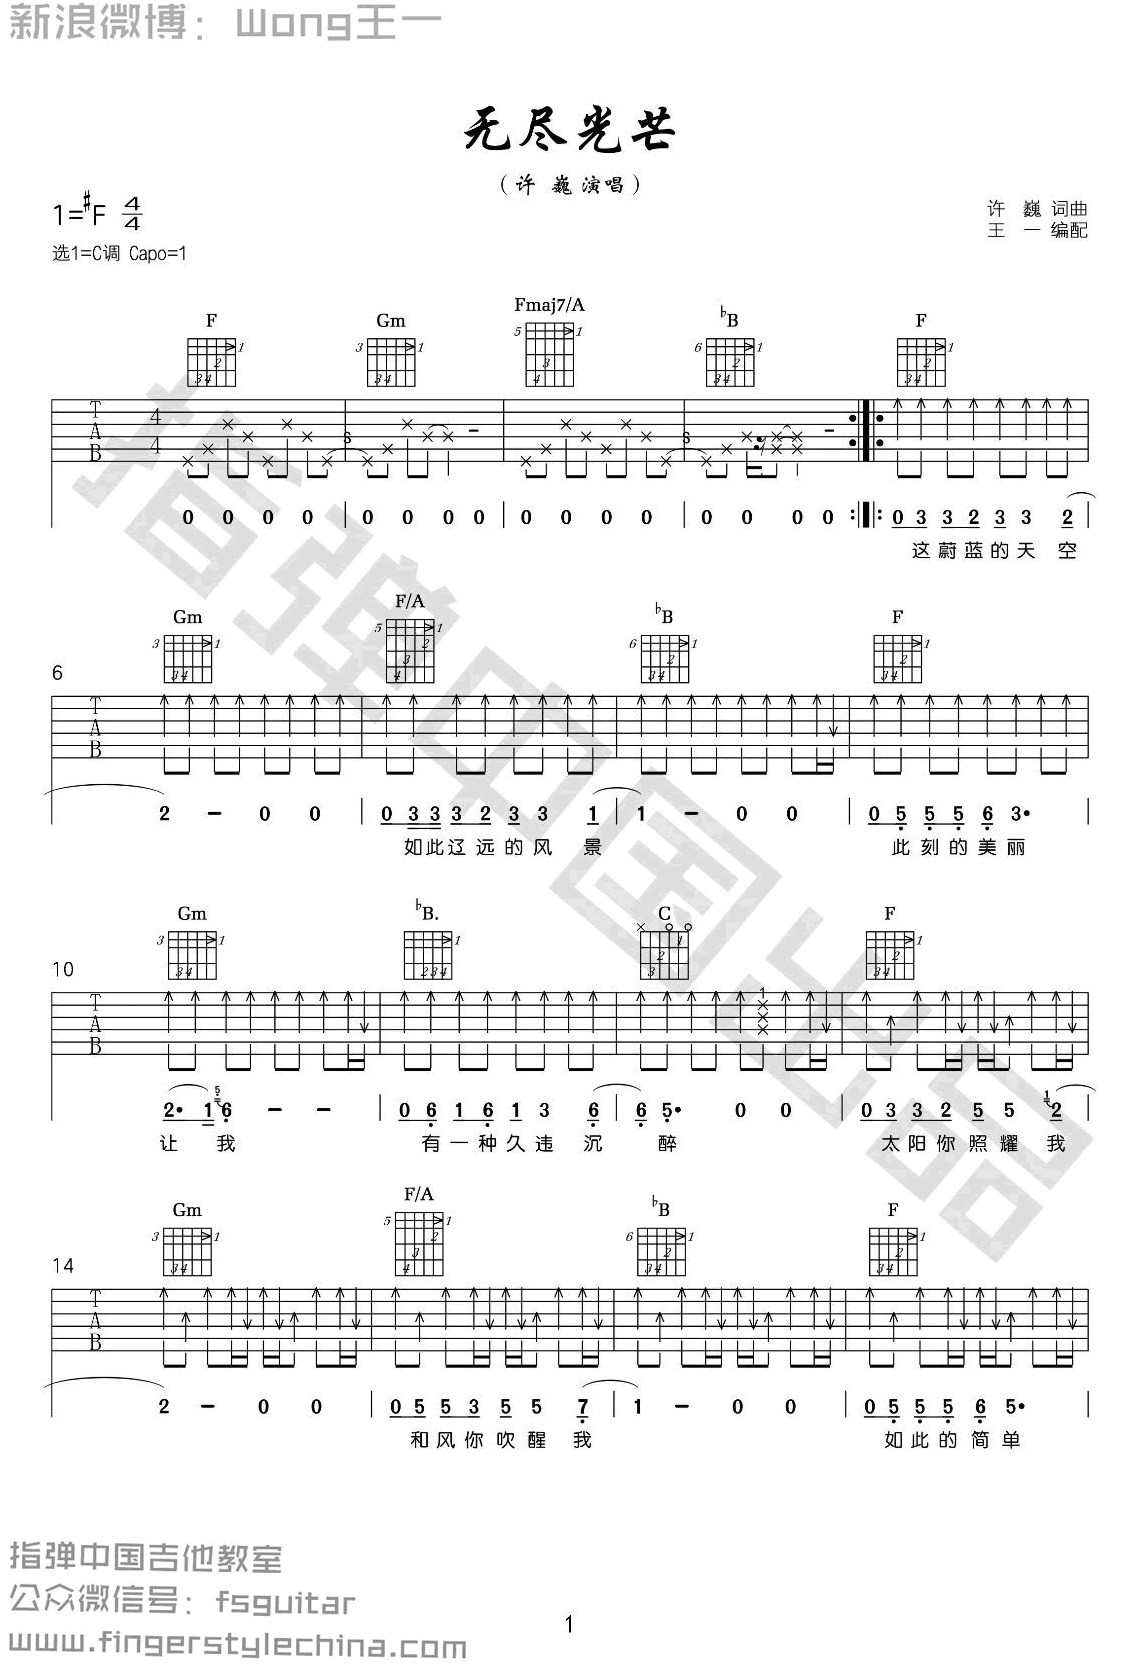 新浪微博：Wong王一
无尽光芒
（许 巍 演唱）
1=#F 4/4
许 巍 词曲
选1=C调 Capo=1
王 一 编配
F Gm Fmaj7/A ♭B F
0 0 0 0 | 0 0 0 0 | 0 0 0 0 | 0 0 0 0 :||: 0 3 3 2 3 3 2
这蔚蓝的天空
Gm F/A ♭B F
6
2 - 0 0 | 0 3 3 3 2 3 3 1 | 1 - 0 0 | 0 5 5 5 6 3·
如此辽远的风景 此刻的美丽
Gm ♭B. C F
10
2· 1 5 6 - - | 0 6 1 6 1 3 6 | 6 5· 0 0 | 0 3 3 2 5 5 1 2
让我 有一种久违沉醉 太阳你照耀我
Gm F/A ♭B F
14
2 - 0 0 | 0 5 5 3 5 5 7 | 1 - 0 0 | 0 5 5 5 6 5·
和风你吹醒我 如此的简单
指弹中国出品
指弹中国吉他教室
公众微信号：fsguitar
www.fingerstylechina.com
1